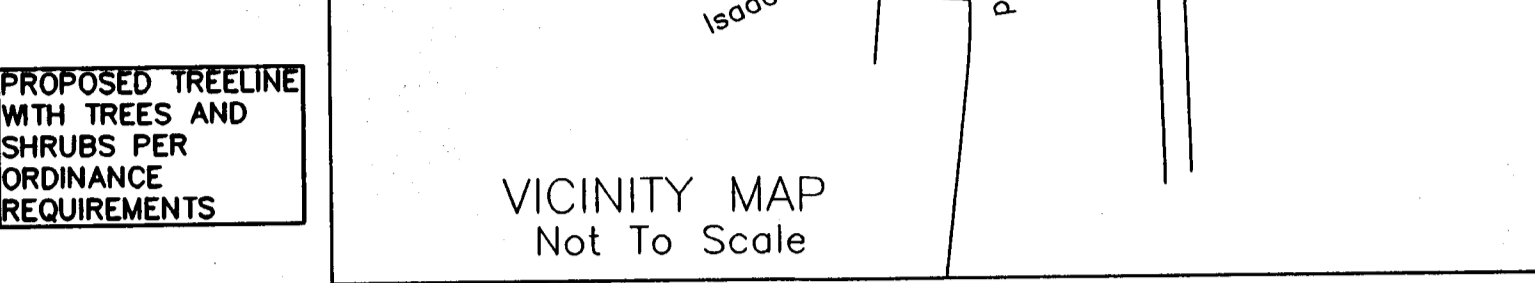 PROPOSED TREELINE
WITH TREES AND
SHRUBS PER
ORDINANCE
REQUIREMENTS
VICINITY MAP
Not To Scale